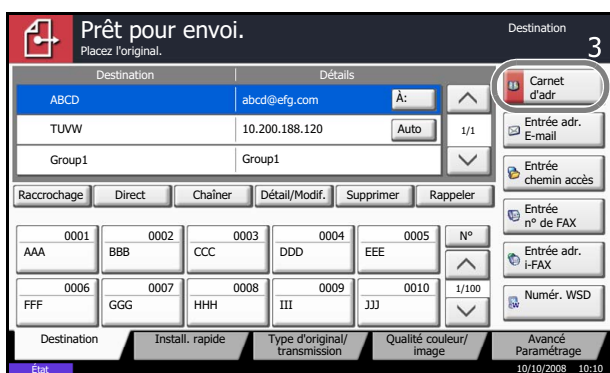 Prêt pour envoi.
Placez l'original.
Destination
3
Destination Détails
ABCD abcd@efg.com À:
TUVW 10.200.188.120 Auto
Group1 Group1
1/1
Carnet
d'adr
Entrée adr.
E-mail
Entrée
chemin accès
Entrée
n° de FAX
Entrée adr.
i-FAX
Numér. WSD
Raccrochage Direct Chaîner Détail/Modif. Supprimer Rappeler
0001 0002 0003 0004 0005 N°
AAA BBB CCC DDD EEE
0006 0007 0008 0009 0010 1/100
FFF GGG HHH III JJJ
Destination Install. rapide Type d'original/
transmission Qualité couleur/
image Avancé
Paramétrage
État 10/10/2008 10:10